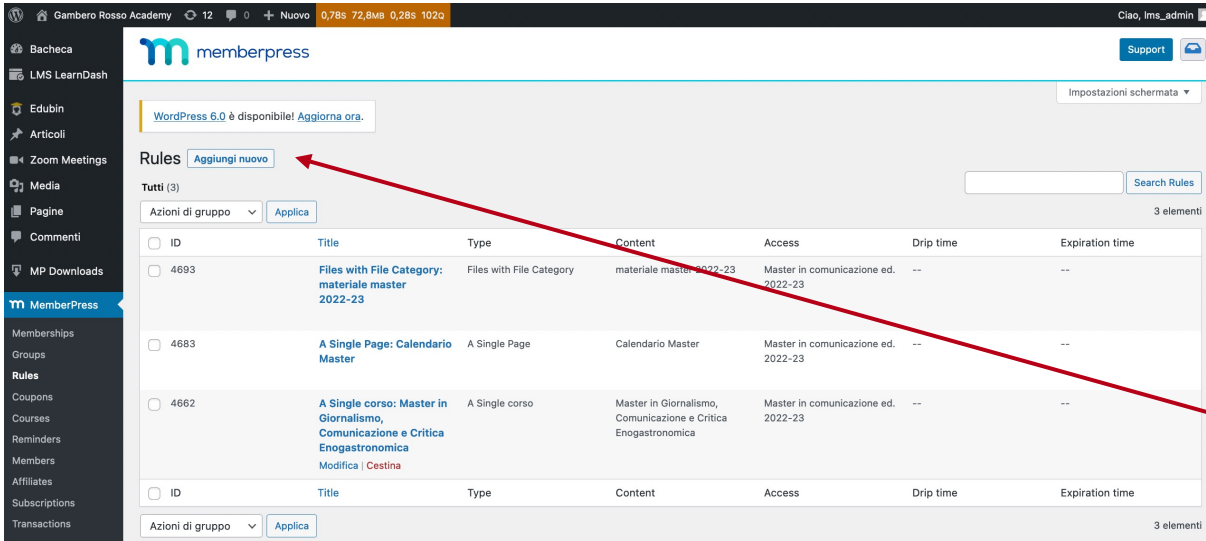 Gambero Rosso Academy 12 0 + Nuovo 0,78s 72,8MB 0,28s 102Q Ciao, lms_admin
Bacheca
LMS LearnDash
Edubin
Articoli
Zoom Meetings
Media
Pagine
Commenti
MP Downloads
MemberPress
Memberships
Groups
Rules
Coupons
Courses
Reminders
Members
Affiliates
Subscriptions
Transactions
m memberpress
Support
Impostazioni schermata ▼
WordPress 6.0 è disponibile! Aggiorna ora.
Rules Aggiungi nuovo
Tutti (3)
Search Rules
Azioni di gruppo Applica 3 elementi
ID Title Type Content Access Drip time Expiration time
4693 Files with File Category: Files with File Category materiale master 2022-23 Master in comunicazione ed. -- --
materiale master 2022-23
2022-23
4683 A Single Page: Calendario A Single Page Calendario Master Master in comunicazione ed. -- --
Master 2022-23
4662 A Single corso: Master in A Single corso Master in Giornalismo, Master in comunicazione ed. -- --
Giornalismo, Comunicazione e Critica 2022-23
Comunicazione e Critica Enogastronomica
Enogastronomica
Modifica | Cestina
ID Title Type Content Access Drip time Expiration time
Azioni di gruppo Applica 3 elementi